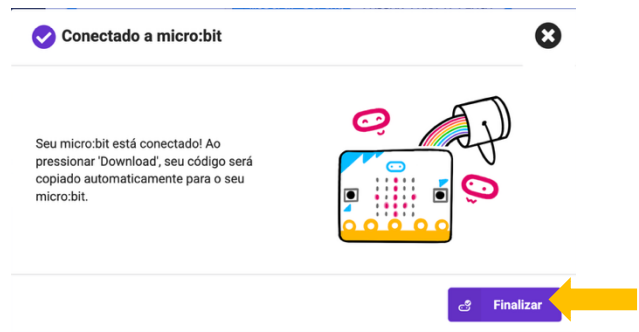 Conectado a micro:bit
Seu micro:bit está conectado! Ao
pressionar 'Download', seu código será
copiado automaticamente para o seu
micro:bit.
Finalizar